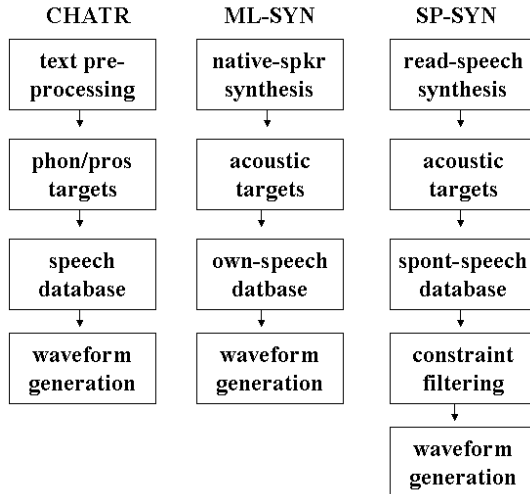 CHATR
text pre-
processing
phon/pros
targets
speech
database
waveform
generation
ML-SYN
native-spkr
synthesis
acoustic
targets
own-speech
datbase
waveform
generation
SP-SYN
read-speech
synthesis
acoustic
targets
spont-speech
database
constraint
filtering
waveform
generation